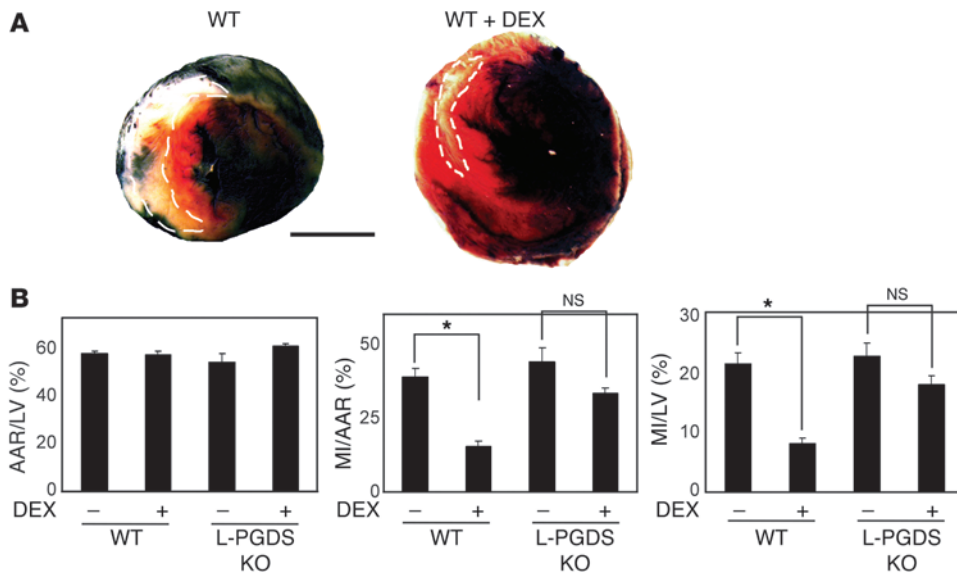 A
WT
WT + DEX
B
AAR/LV (%)
60
40
20
0
DEX
– + – +
WT
L-PGDS
KO
MI/AAR (%)
50
25
0
*
NS
DEX
– + – +
WT
L-PGDS
KO
MI/LV (%)
30
20
10
0
*
NS
DEX
– + – +
WT
L-PGDS
KO